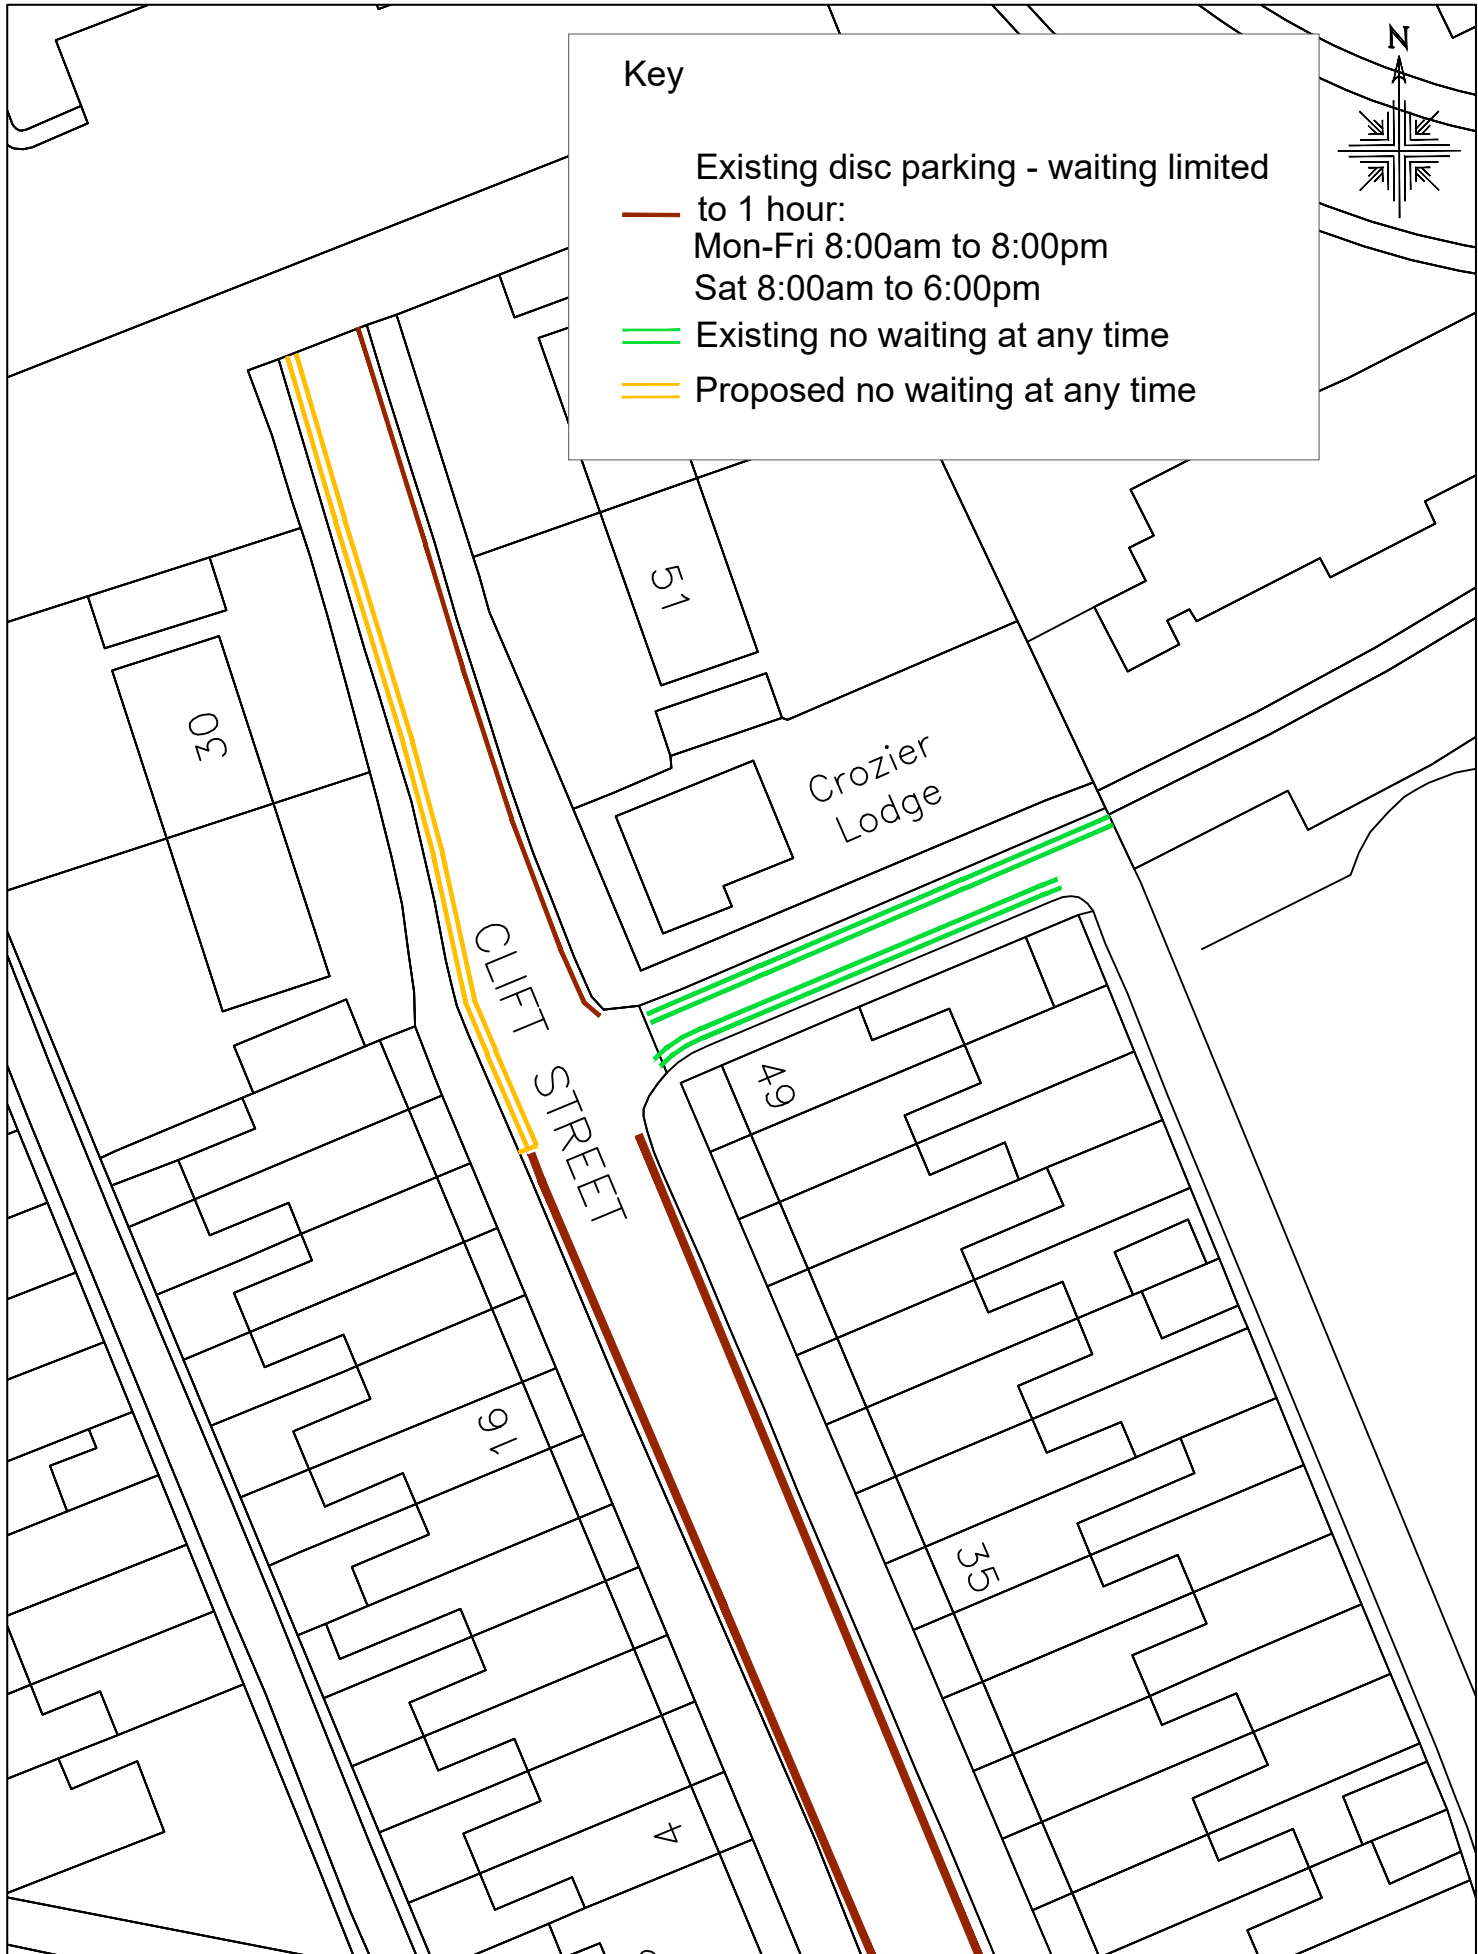 N
Key
Existing disc parking - waiting limited
to 1 hour:
Mon-Fri 8:00am to 8:00pm
Sat 8:00am to 6:00pm
Existing no waiting at any time
Proposed no waiting at any time
51
30
Crozier
Lodge
CLIFT STREET
49
16
35
4